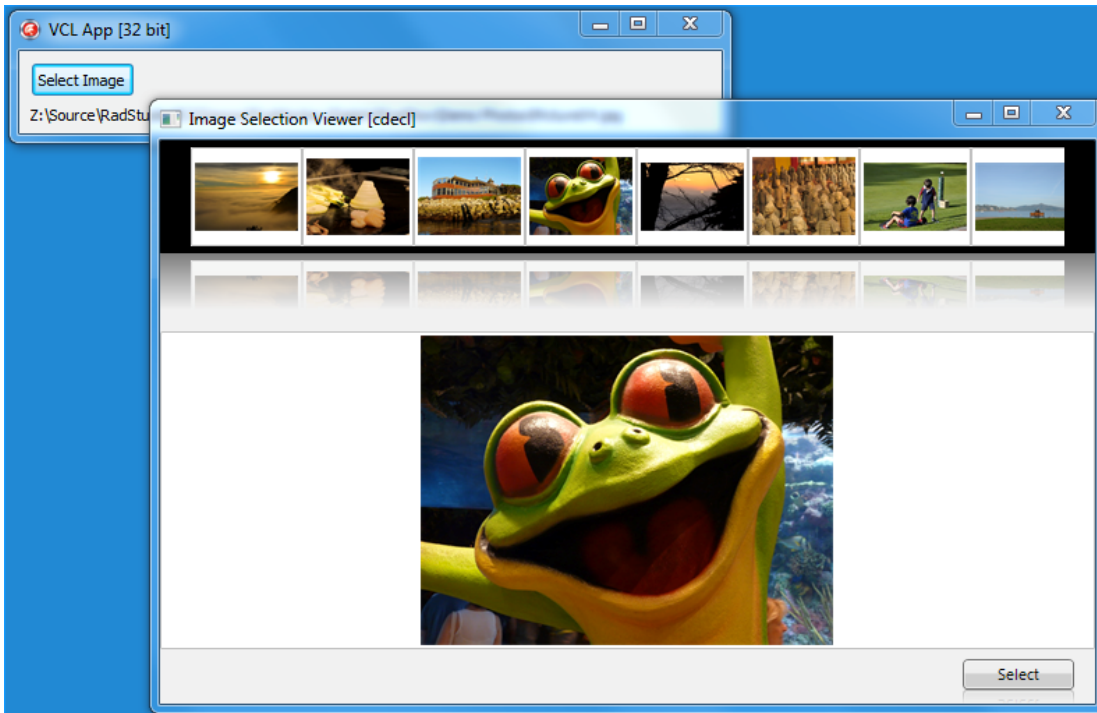 VCL App [32 bit]
Select Image
Z:\Source\RadStu
Image Selection Viewer [cdecl]
Select